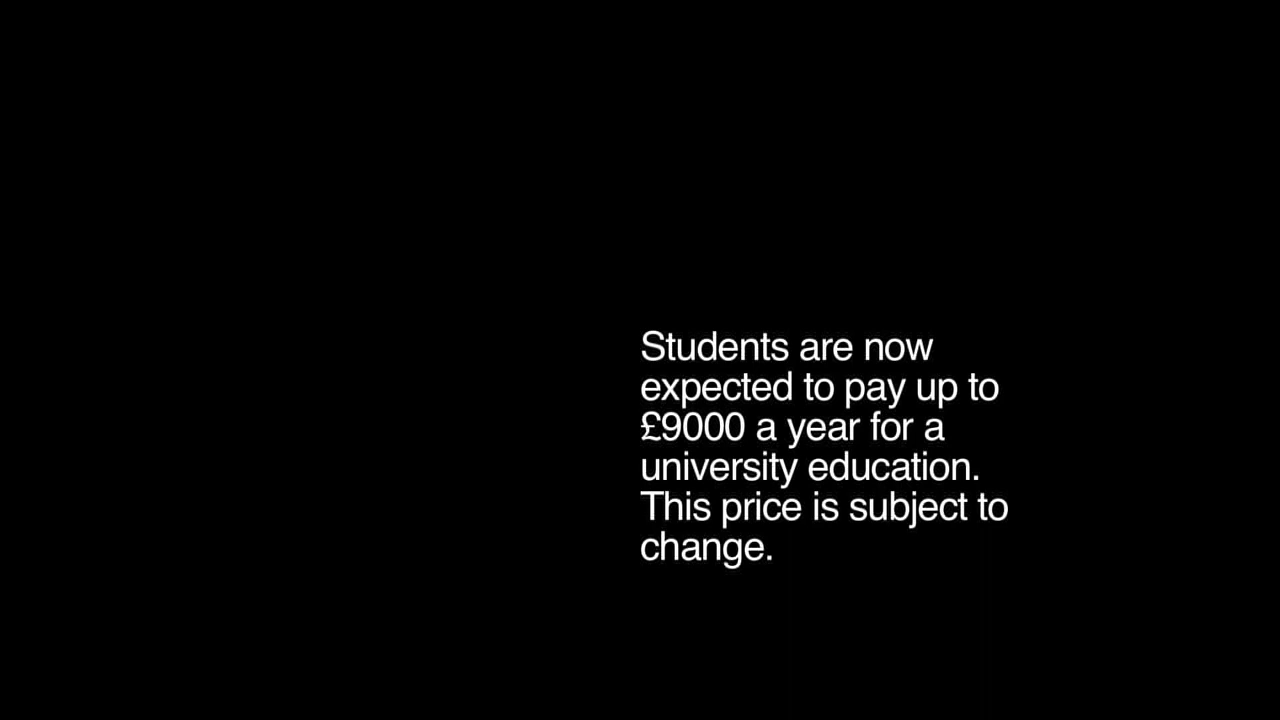 Students are now
expected to pay up to
£9000 a year for a
university education.
This price is subject to
change.